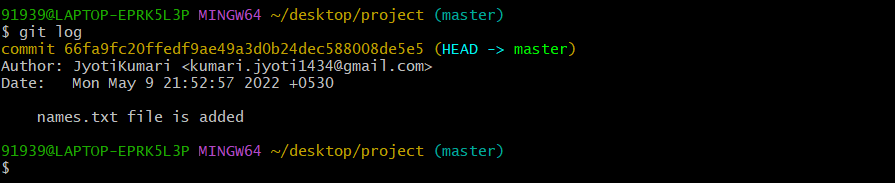 91939@LAPTOP-EPRK5L3P MINGW64 ~/desktop/project (master)
$ git log
commit 66fa9fc20ffedf9ae49a3d0b24dec588008de5e5 (HEAD -> master)
Author: JyotiKumari <kumari.jyoti1434@gmail.com>
Date:   Mon May 9 21:52:57 2022 +0530
    names.txt file is added
91939@LAPTOP-EPRK5L3P MINGW64 ~/desktop/project (master)
$